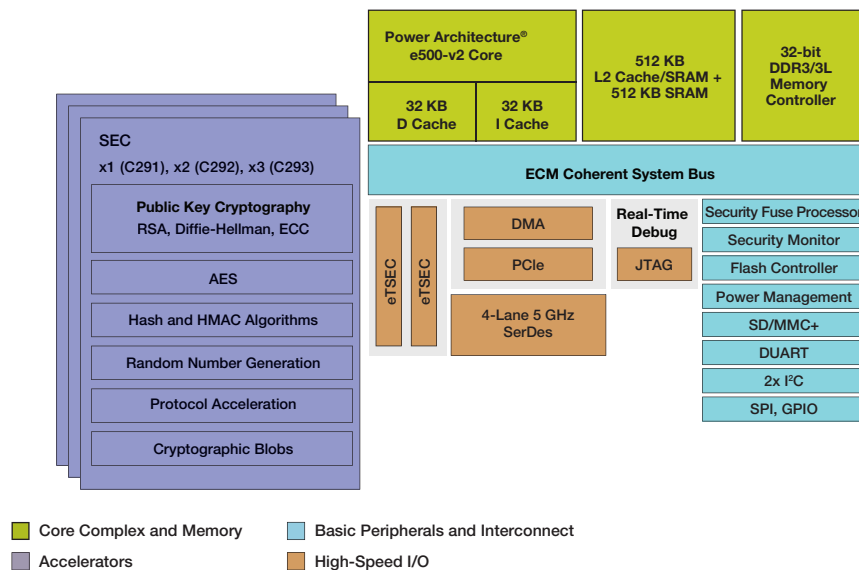 Power Architecture®
e500-v2 Core
32 KB
D Cache
32 KB
I Cache
512 KB
L2 Cache/SRAM +
512 KB SRAM
32-bit
DDR3/3L
Memory
Controller
SEC
x1 (C291), x2 (C292), x3 (C293)
Public Key Cryptography
RSA, Diffie-Hellman, ECC
AES
Hash and HMAC Algorithms
Random Number Generation
Protocol Acceleration
Cryptographic Blobs
ECM Coherent System Bus
eTSEC
eTSEC
DMA
PCIe
4-Lane 5 GHz
SerDes
Real-Time
Debug
JTAG
Security Fuse Processor
Security Monitor
Flash Controller
Power Management
SD/MMC+
DUART
2x I²C
SPI, GPIO
Core Complex and Memory
Basic Peripherals and Interconnect
Accelerators
High-Speed I/O